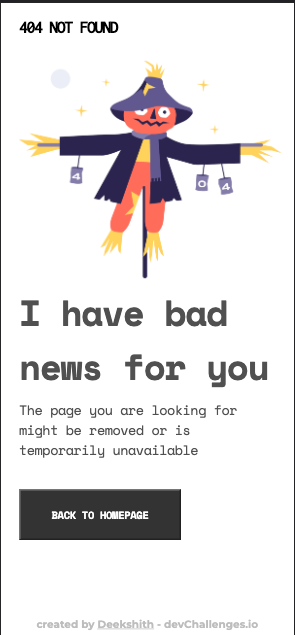 404 NOT FOUND
4
0 4
I have bad
news for you
The page you are looking for
might be removed or is
temporarily unavailable
BACK TO HOMEPAGE
created by Deekshith - devChallenges.io